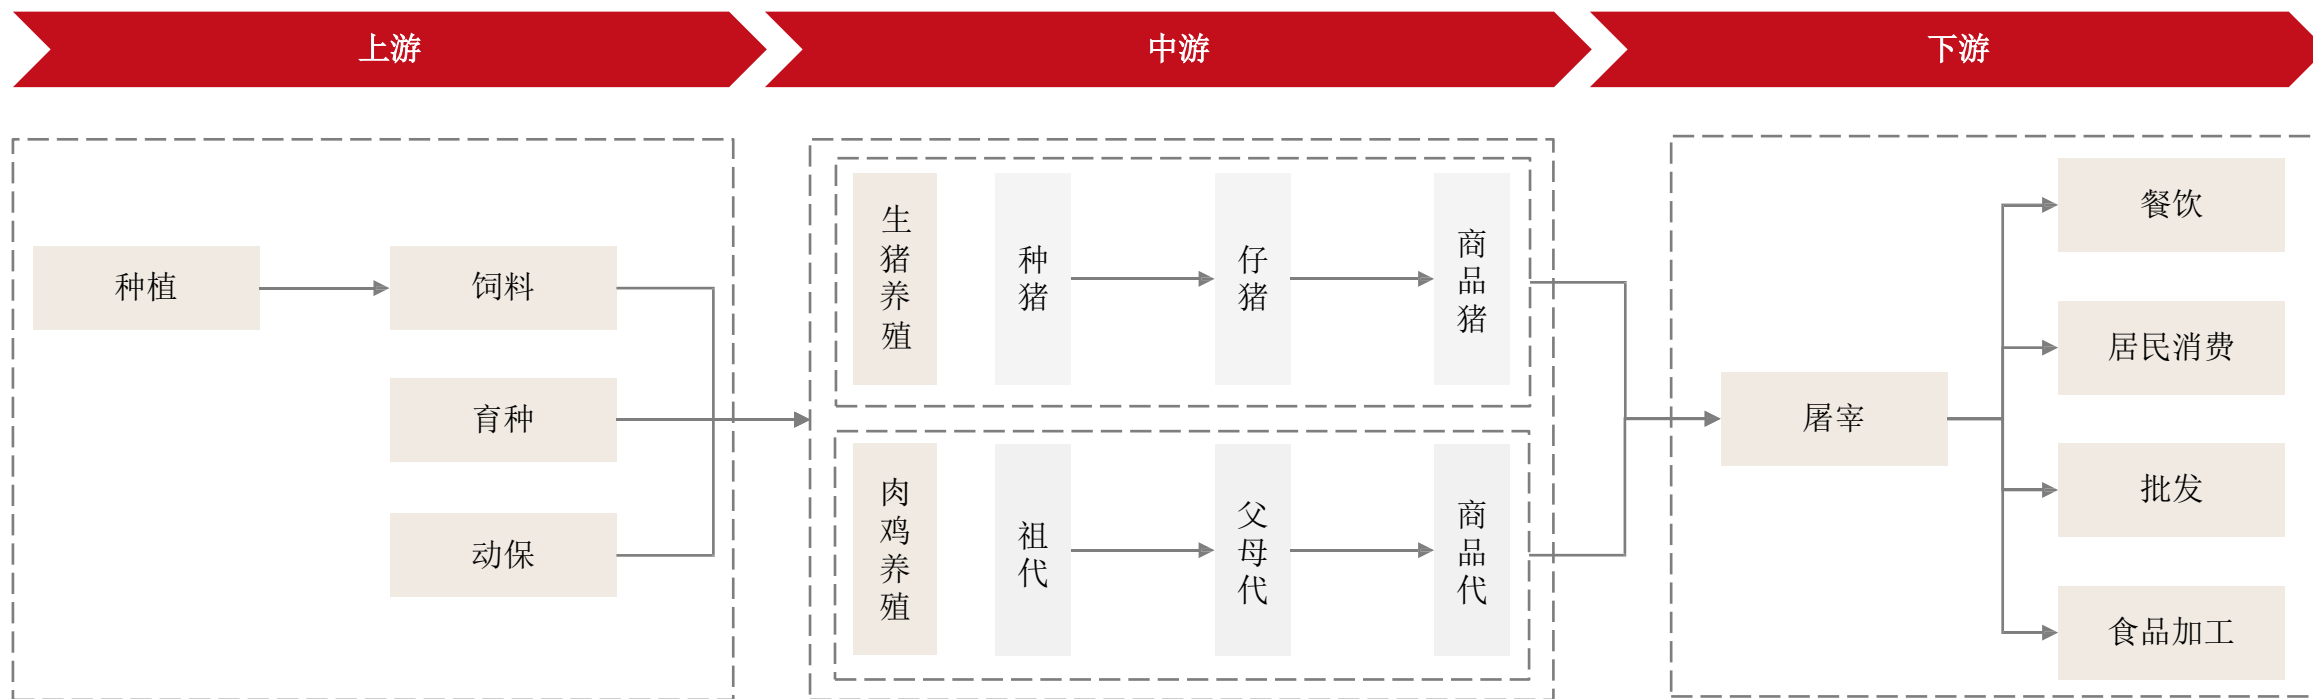 上游
中游
下游
种植
饲料
育种
动保
生猪养殖
种猪
仔猪
商品猪
肉鸡养殖
祖代
父母代
商品代
屠宰
餐饮
居民消费
批发
食品加工